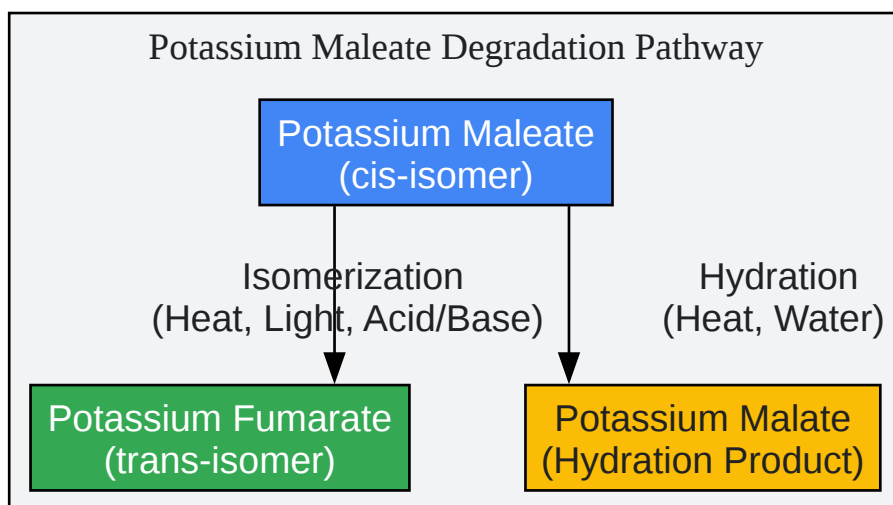 Potassium Maleate Degradation Pathway
Potassium Maleate
(cis-isomer)
Isomerization
(Heat, Light, Acid/Base)
Hydration
(Heat, Water)
Potassium Fumarate
(trans-isomer)
Potassium Malate
(Hydration Product)